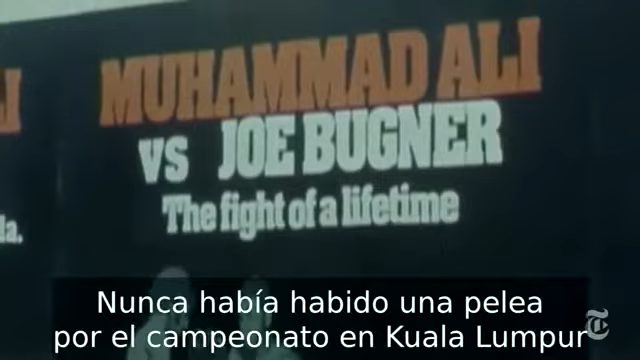 MUHAMMAD ALI
vs JOE BUGNER
The fight of a lifetime
la.
Nunca había habido una pelea
por el campeonato en Kuala Lumpur